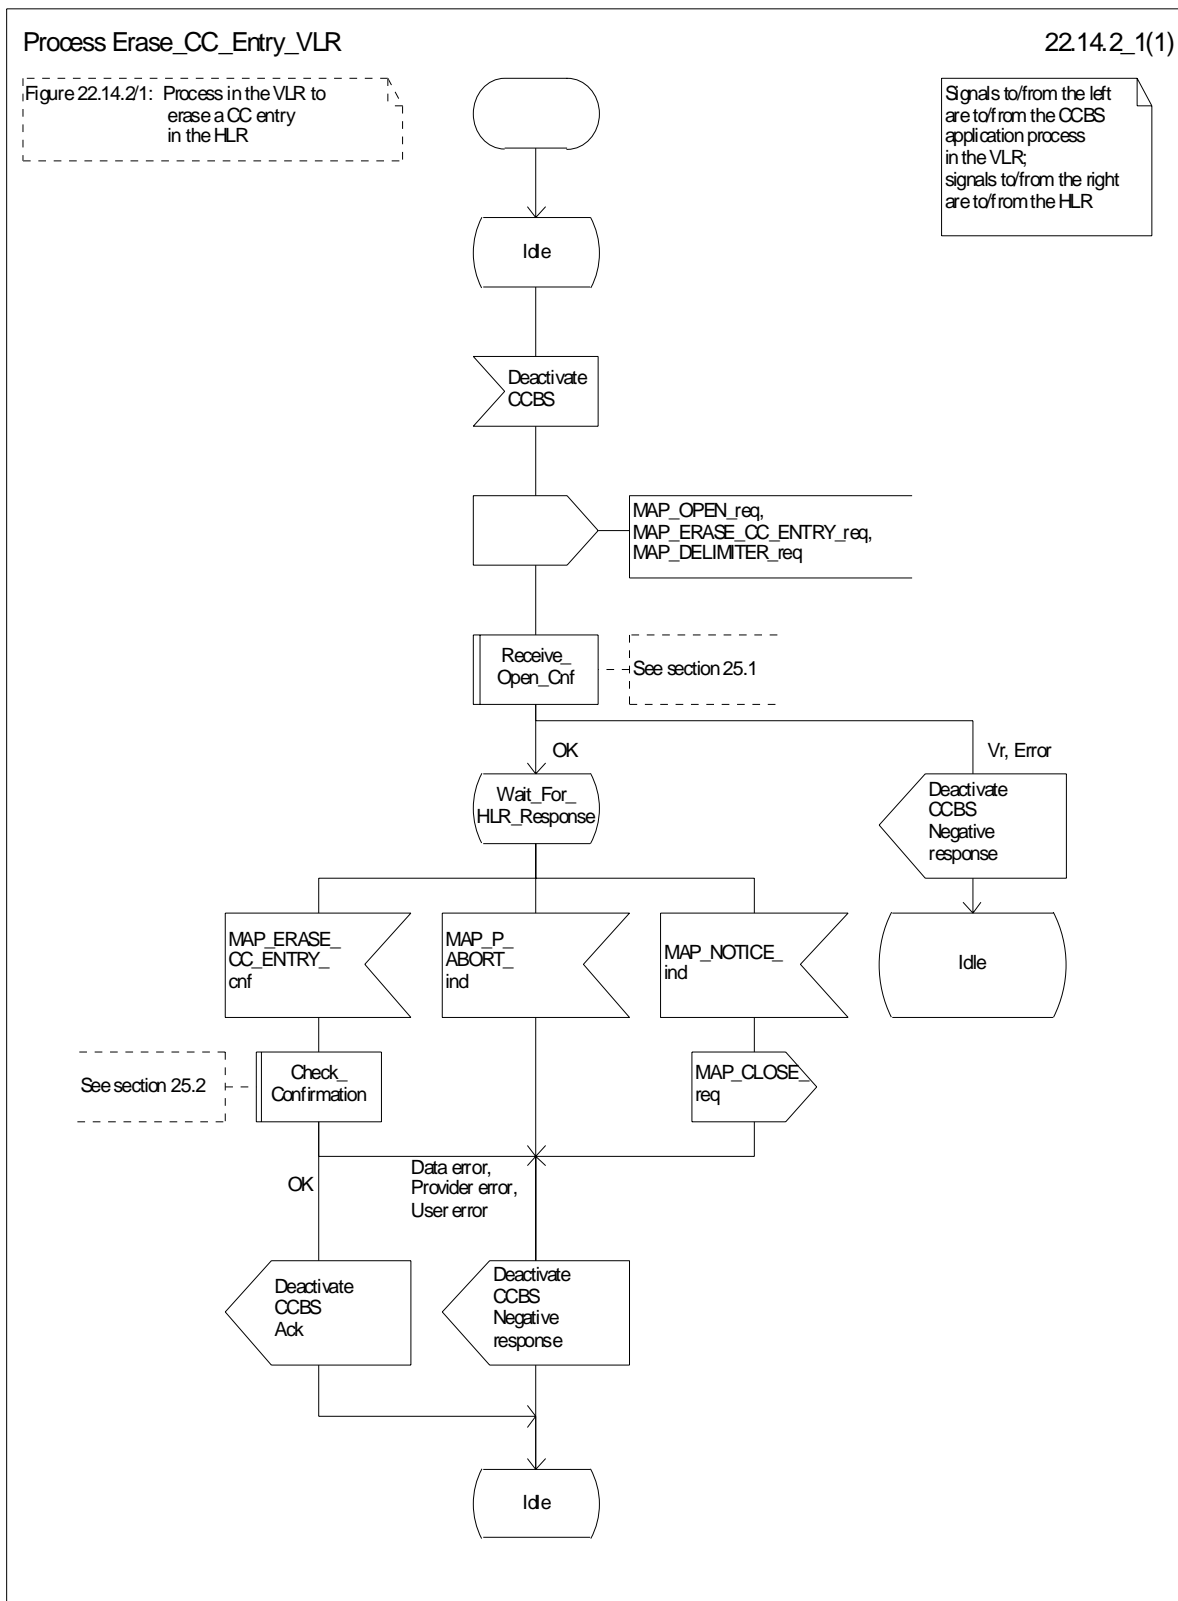 Process Erase_CC_Entry_VLR
22.14.2_1(1)
Figure 22.14.2/1: Process in the VLR to
erase a CC entry
in the HLR
Signals to/from the left
are to/from the CCBS
application process
in the VLR;
signals to/from the right
are to/from the HLR
Idle
Deactivate
CCBS
MAP_OPEN_req,
MAP_ERASE_CC_ENTRY_req,
MAP_DELIMITER_req
Receive_
Open_Cnf
See section 25.1
OK
Vr, Error
Wait_For_
HLR_Response
Deactivate
CCBS
Negative
response
MAP_ERASE_
CC_ENTRY_
cnf
MAP_P_
ABORT_
ind
MAP_NOTICE_
ind
Idle
See section 25.2
Check_
Confirmation
MAP_CLOSE_
req
OK
Data error,
Provider error,
User error
Deactivate
CCBS
Ack
Deactivate
CCBS
Negative
response
Idle